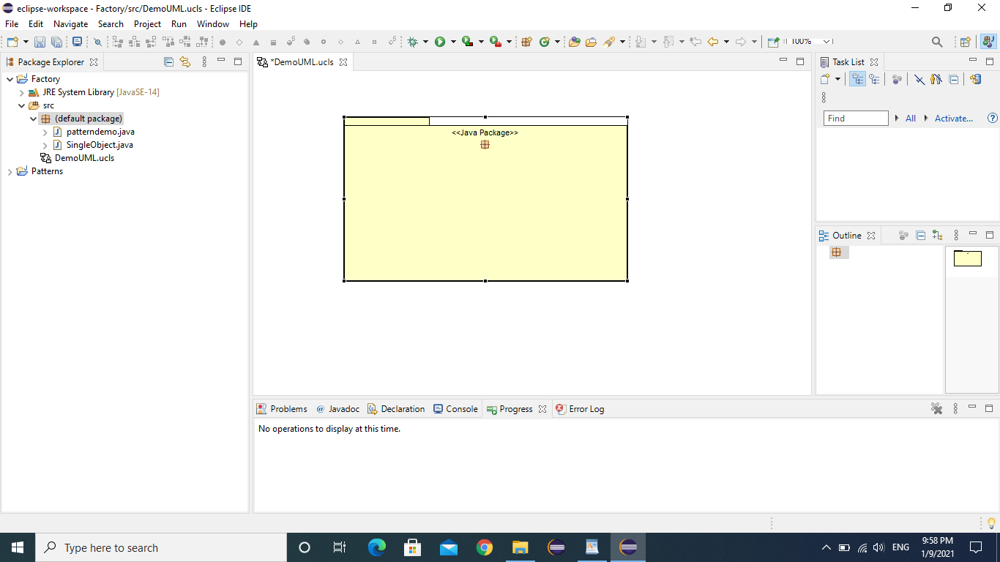 eclipse-workspace - Factory/src/DemoUML.ucls - Eclipse IDE
File Edit Navigate Search Project Run Window Help
100%
Package Explorer
Factory
JRE System Library [JavaSE-14]
src
(default package)
patterndemo.java
SingleObject.java
DemoUML.ucls
Patterns
*DemoUML.ucls
<<Java Package>>
Task List
Find
All
Activate...
Outline
Problems
@ Javadoc
Declaration
Console
Progress
Error Log
No operations to display at this time.
Type here to search
ENG
9:58 PM
1/9/2021